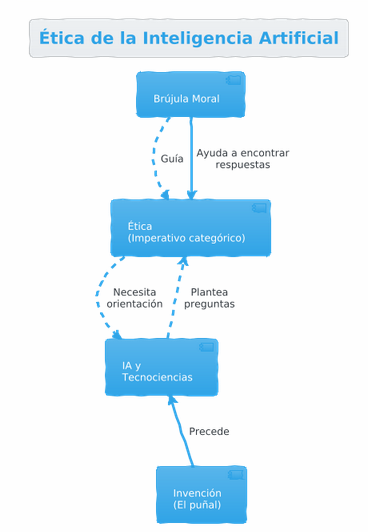 Ética de la Inteligencia Artificial
Brújula Moral
Guía
Ayuda a encontrar
respuestas
Ética
(Imperativo categórico)
Necesita
orientación
Plantea
preguntas
IA y
Tecnociencias
Precede
Invención
(El puñal)